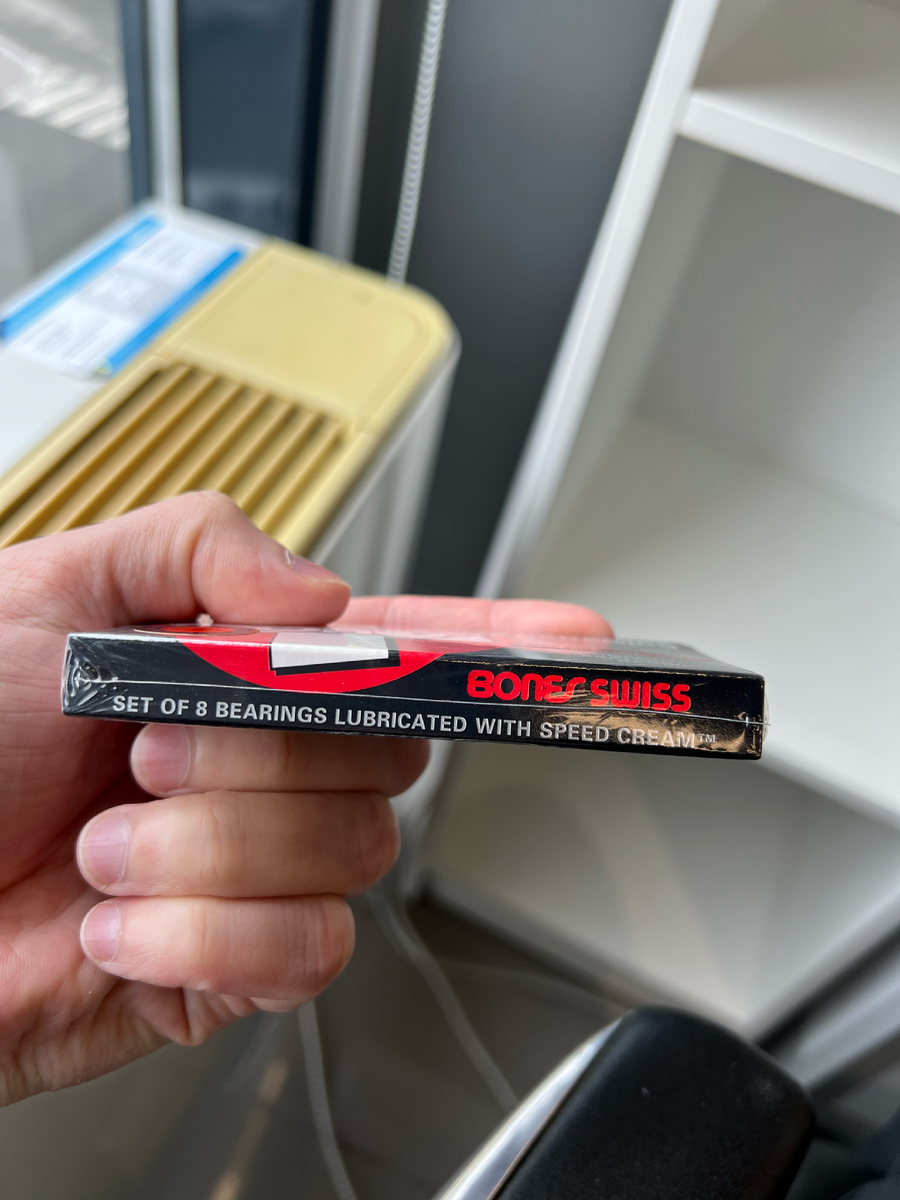 BONES SWISS
SET OF 8 BEARINGS LUBRICATED WITH SPEED CREAM™